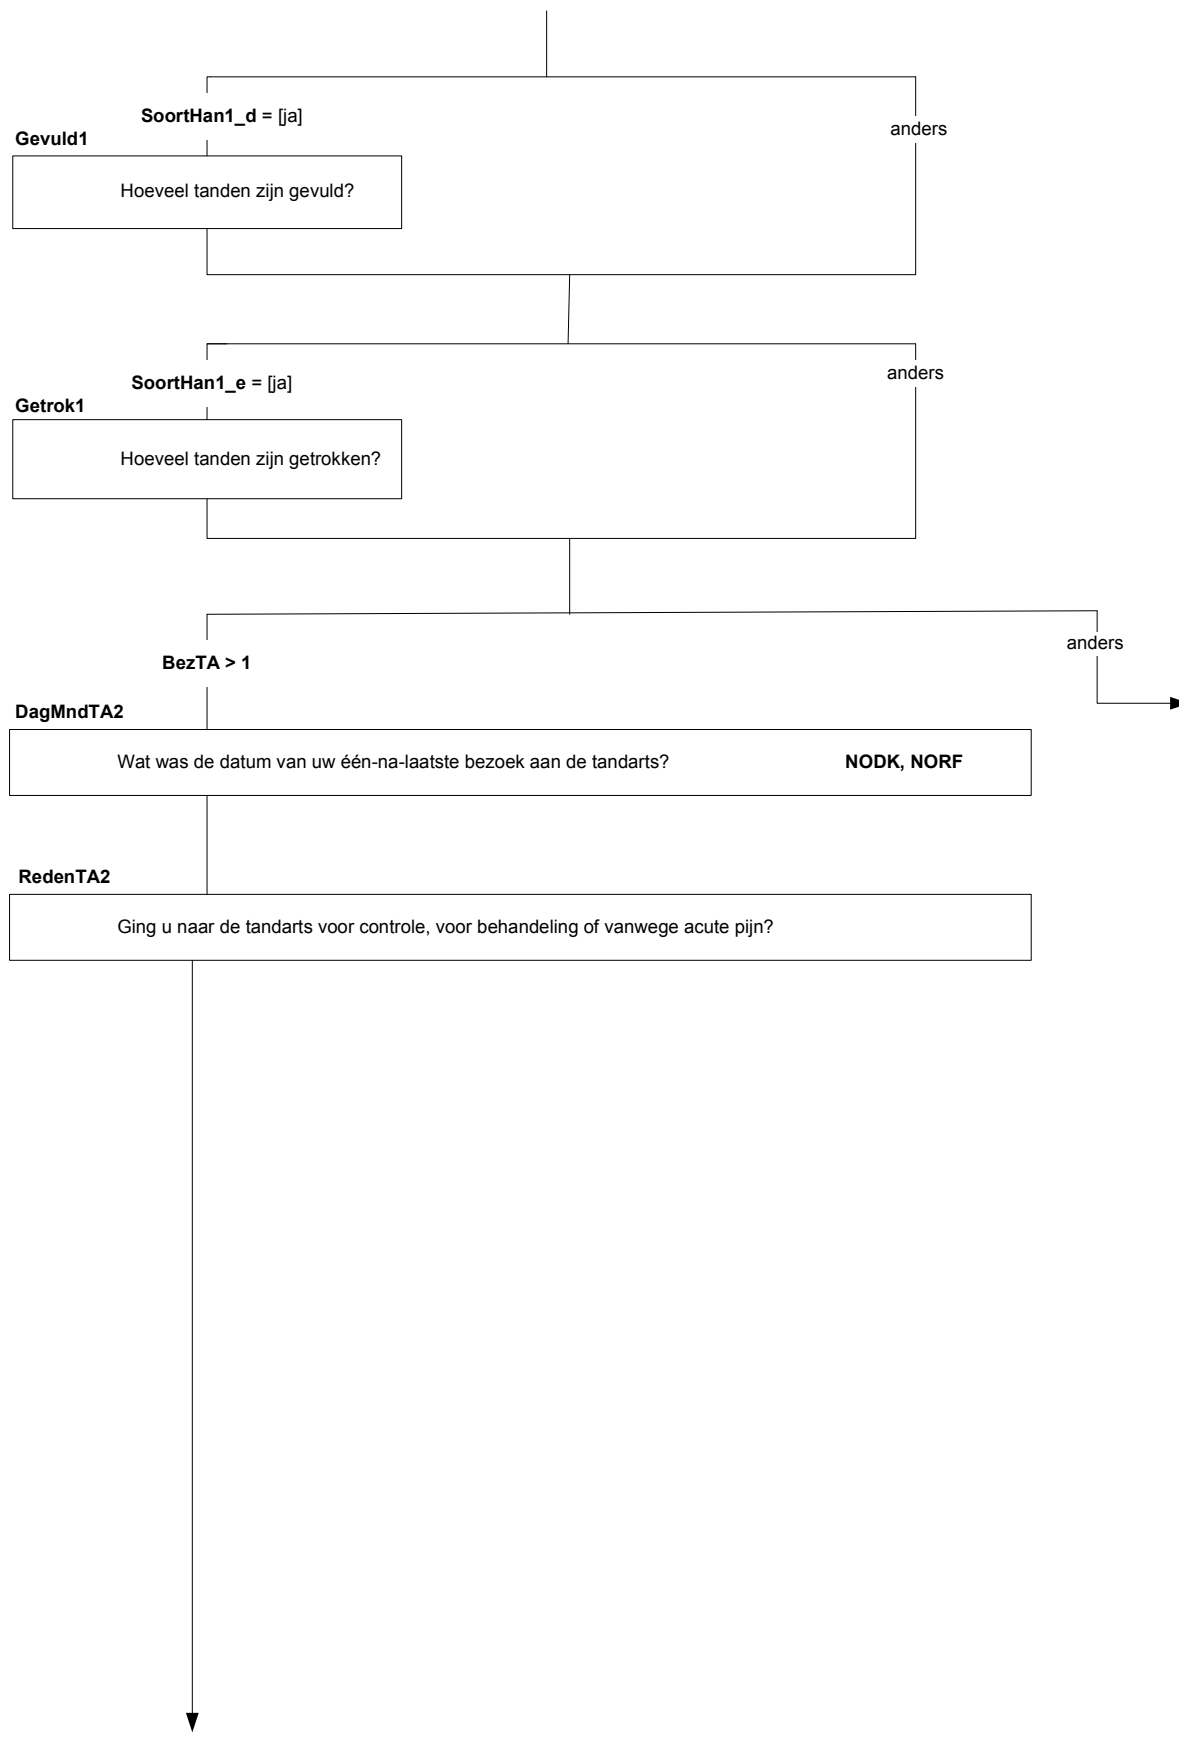 SoortHan1_d = [ja]
anders
Gevuld1
Hoeveel tanden zijn gevuld?
SoortHan1_e = [ja]
anders
Getrok1
Hoeveel tanden zijn getrokken?
BezTA > 1
anders
DagMndTA2
Wat was de datum van uw één-na-laatste bezoek aan de tandarts? NODK, NORF
RedenTA2
Ging u naar de tandarts voor controle, voor behandeling of vanwege acute pijn?